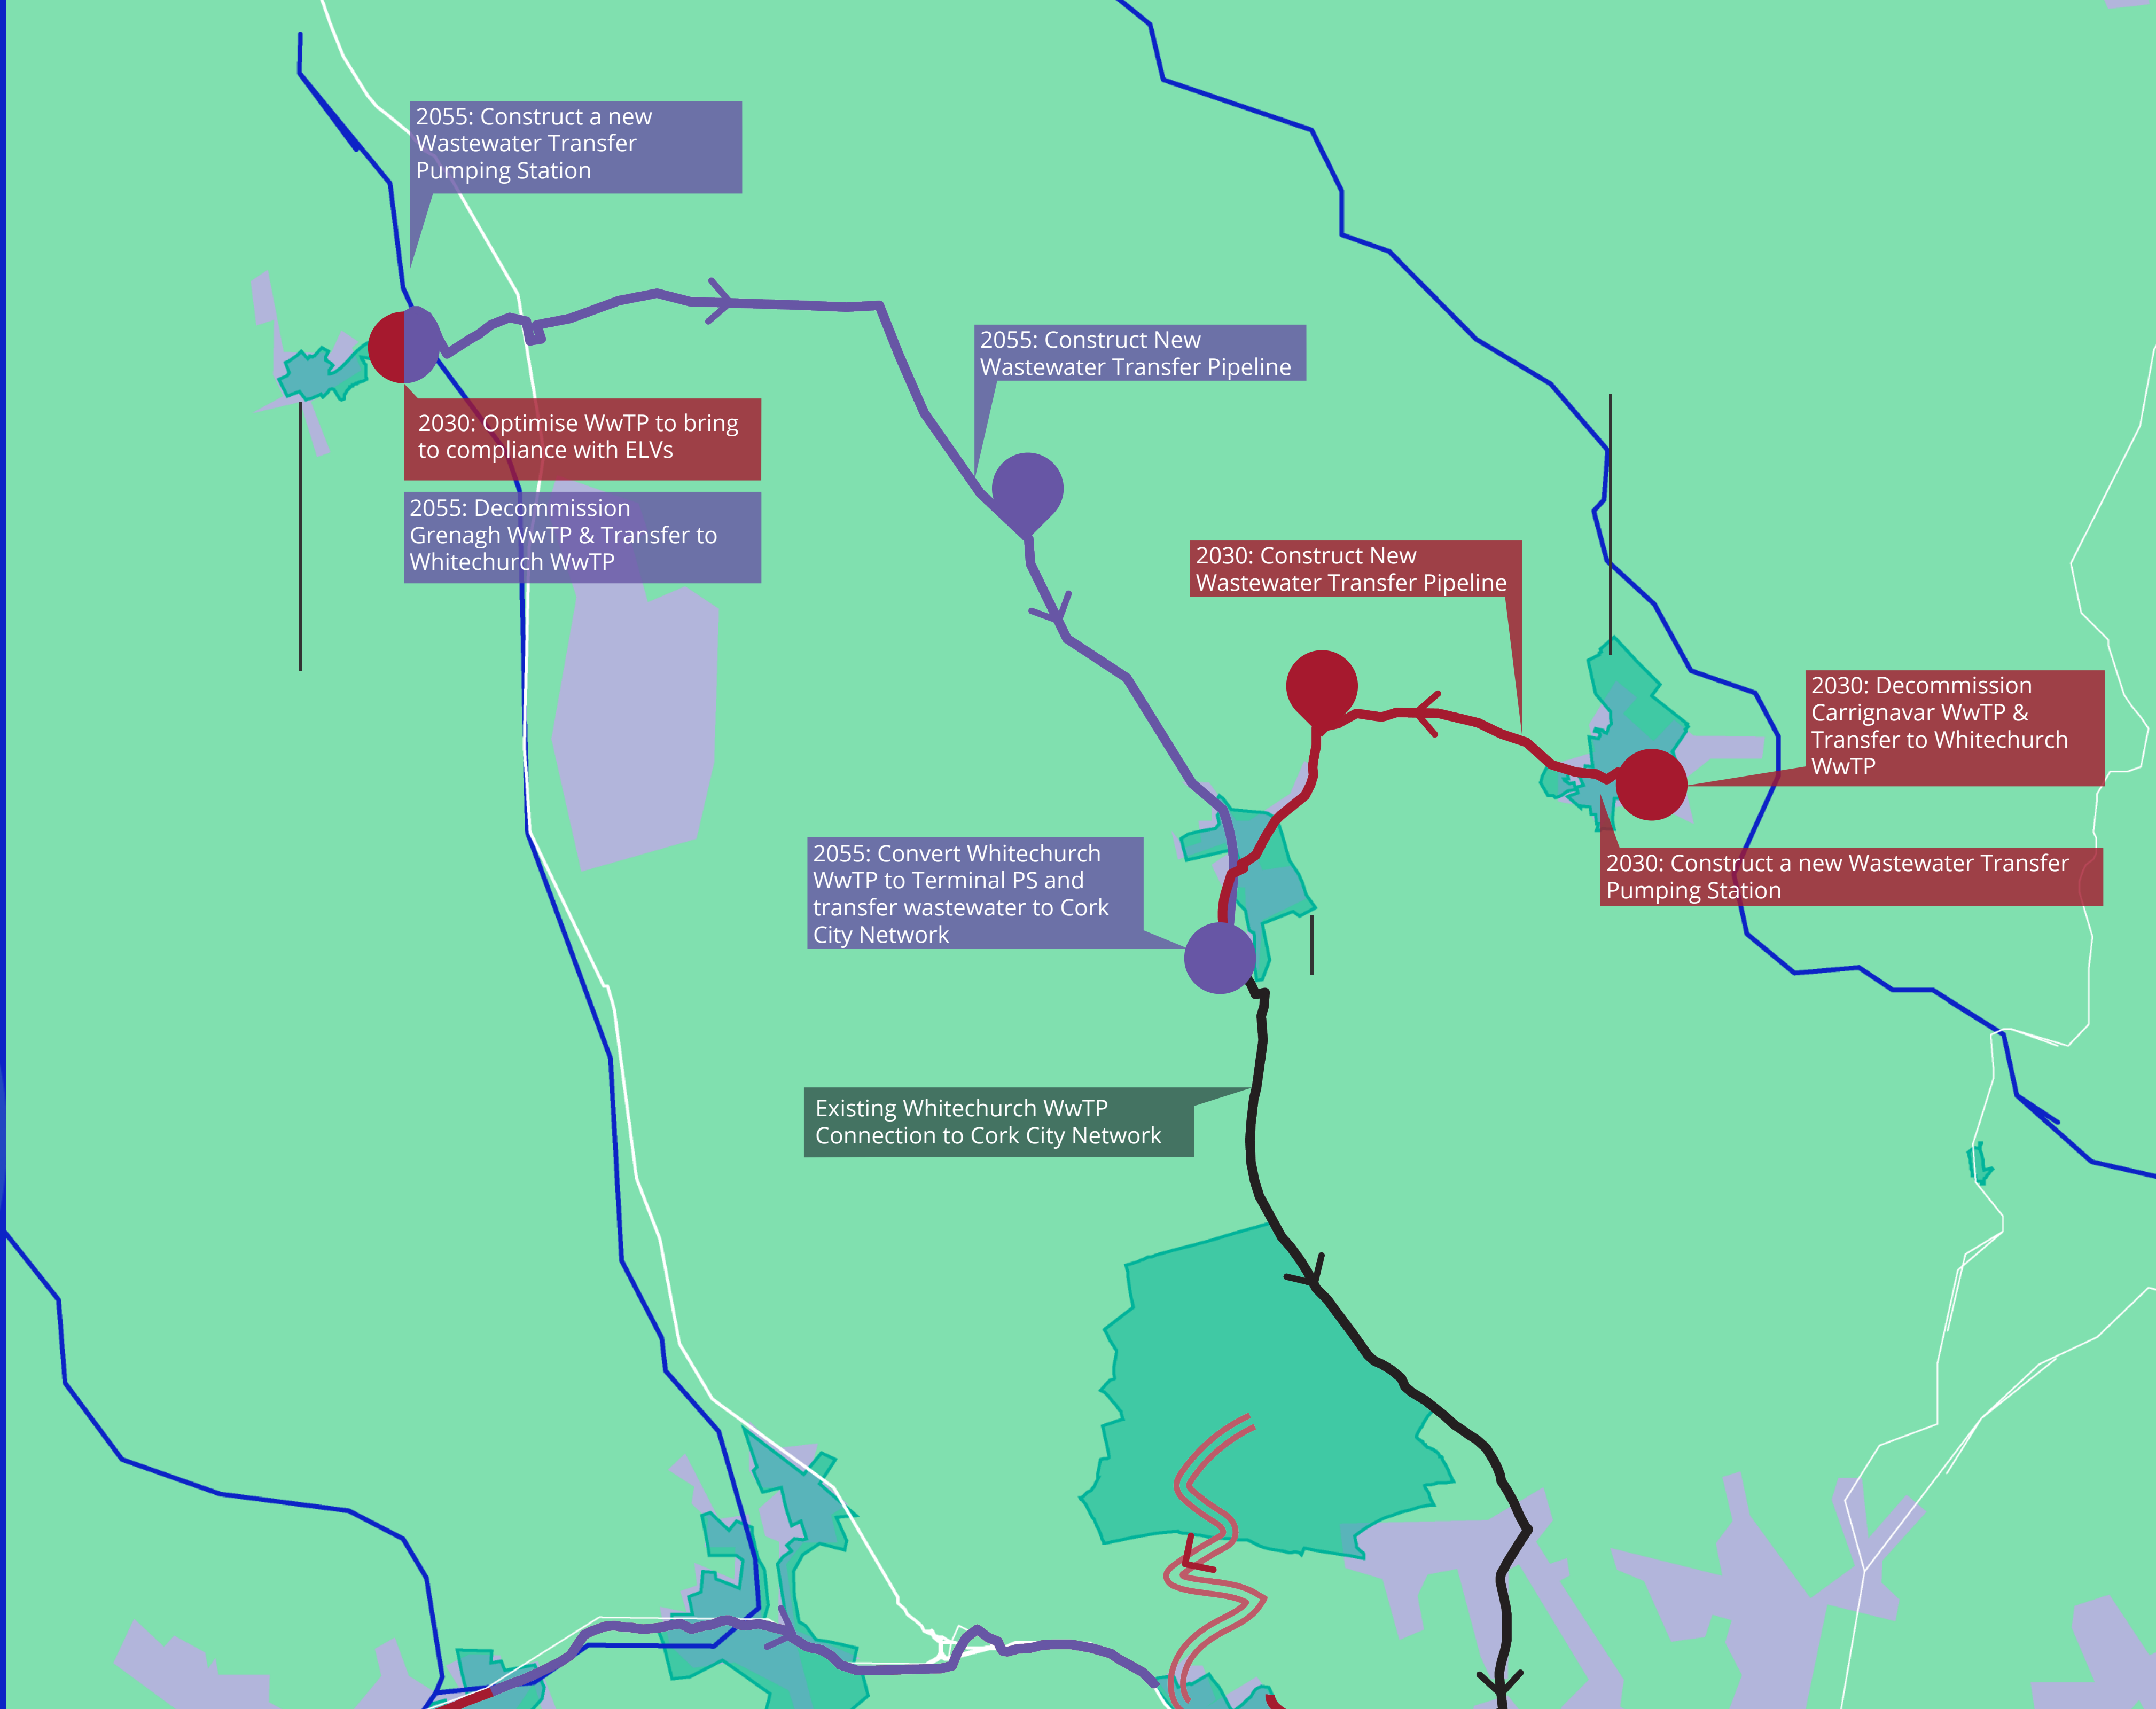 2055: Construct a new
Wastewater Transfer
Pumping Station
2055: Construct New
Wastewater Transfer Pipeline
2030: Optimise WwTP to bring
to compliance with ELVs
2055: Decommission
Grenagh WwTP & Transfer to
Whitechurch WwTP
2030: Construct New
Wastewater Transfer Pipeline
2030: Decommission
Carrignavar WwTP &
Transfer to Whitechurch
WwTP
2055: Convert Whitechurch
WwTP to Terminal PS and
transfer wastewater to Cork
City Network
2030: Construct a new Wastewater Transfer
Pumping Station
Existing Whitechurch WwTP
Connection to Cork City Network